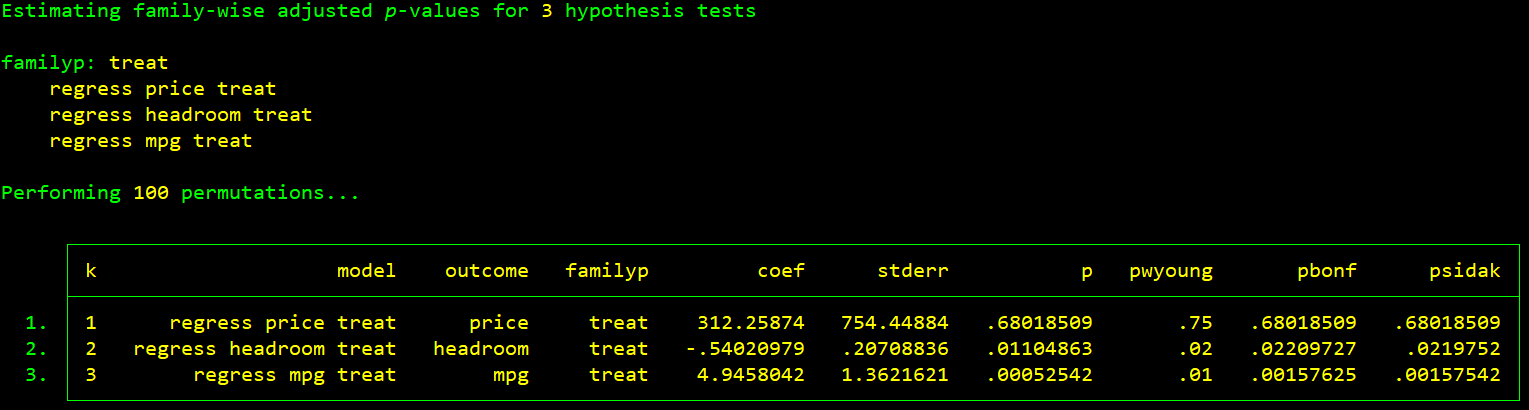 Estimating family-wise adjusted p-values for 3 hypothesis tests
familyp: treat
regress price treat
regress headroom treat
regress mpg treat
Performing 100 permutations...
k model outcome familyp coef stderr p pwyoung pbonf psidak
1. 1 regress price treat price treat 312.25874 754.44884 .68018509 .75 .68018509 .68018509
2. 2 regress headroom treat headroom treat -.54020979 .20708836 .01104863 .02 .02209727 .0219752
3. 3 regress mpg treat mpg treat 4.9458042 1.3621621 .00052542 .01 .00157625 .00157542